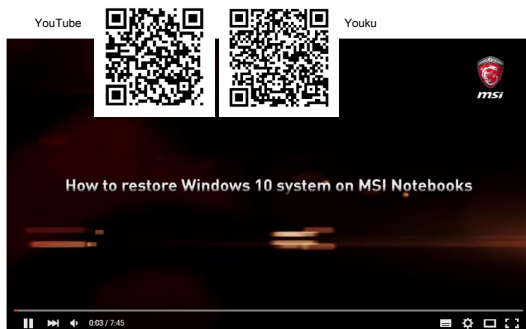 YouTube
Youku
msi
How to restore Windows 10 system on MSI Notebooks
0:03 / 7:45